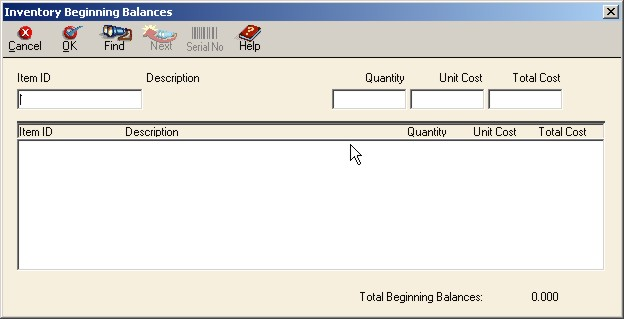 Inventory Beginning Balances
Cancel OK Find Next Serial No Help
Item ID Description Quantity Unit Cost Total Cost
Item ID Description Quantity Unit Cost Total Cost
Total Beginning Balances: 0.000